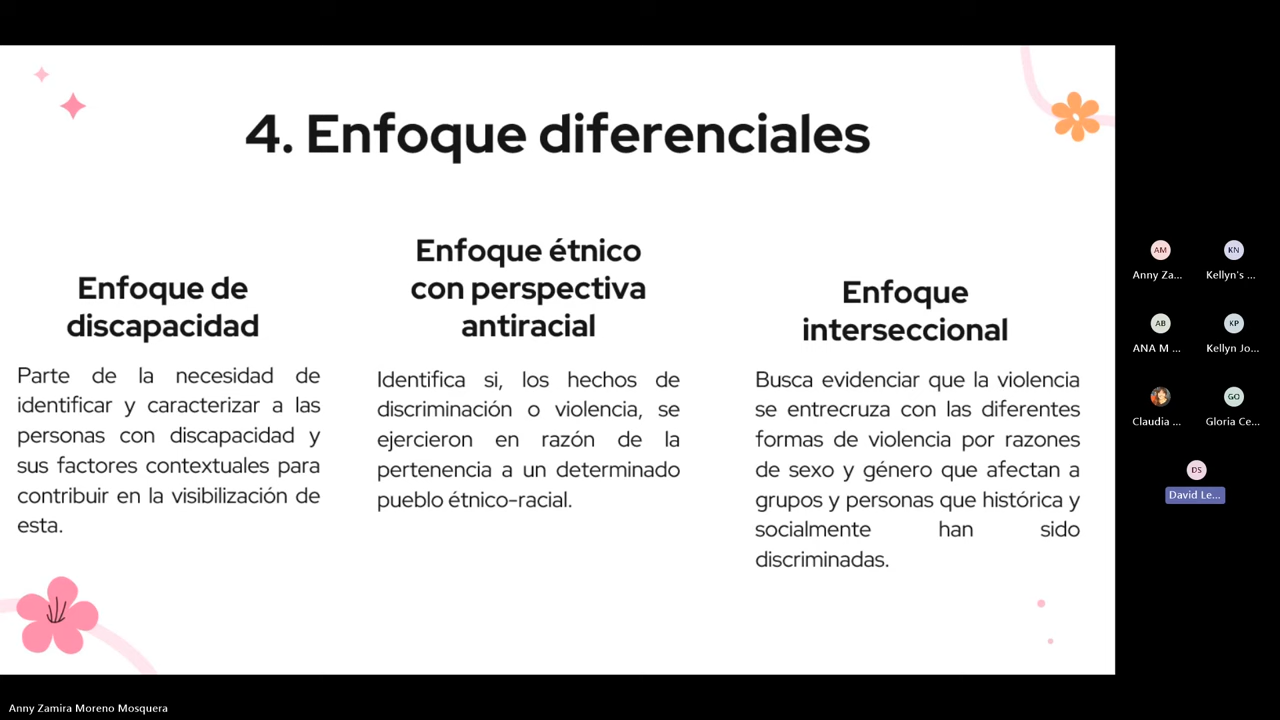 4. Enfoque diferenciales
Enfoque de
discapacidad
Parte de la necesidad de
identificar y caracterizar a las
personas con discapacidad y
sus factores contextuales para
contribuir en la visibilización de
esta.
Enfoque étnico
con perspectiva
antiracial
Identifica si, los hechos de
discriminación o violencia, se
ejercieron en razón de la
pertenencia a un determinado
pueblo étnico-racial.
Enfoque
interseccional
Busca evidenciar que la violencia
se entrecruza con las diferentes
formas de violencia por razones
de sexo y género que afectan a
grupos y personas que histórica y
socialmente han sido
discriminadas.
AM
Anny Za...
KN
Kellyn's ...
AB
ANA M ...
KP
Kellyn Jo...
Claudia ...
GO
Gloria Ce...
DS
David Le...
Anny Zamira Moreno Mosquera